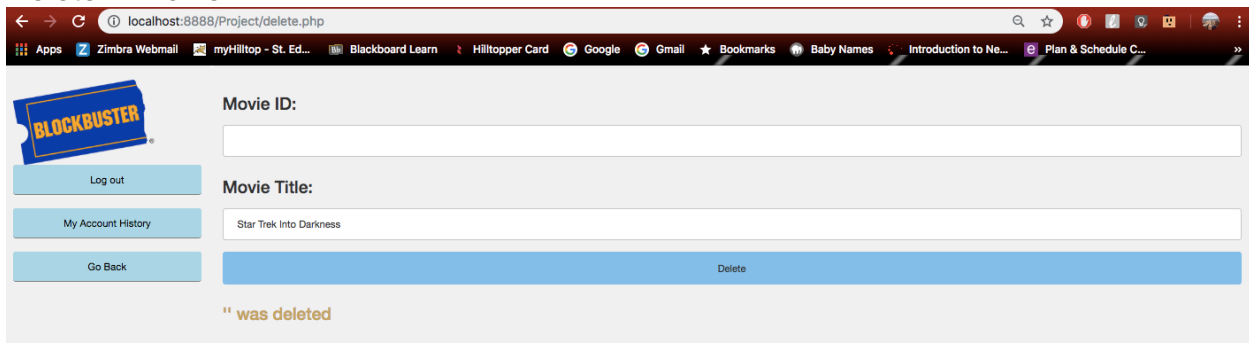 localhost:8888/Project/delete.php
Apps Zimbra Webmail myHilltop - St. Ed... Blackboard Learn Hilltopper Card Google Gmail Bookmarks Baby Names Introduction to Ne... Plan & Schedule C... »
BLOCKBUSTER
Movie ID:
Log out
Movie Title:
My Account History
Star Trek Into Darkness
Go Back
Delete
'' was deleted